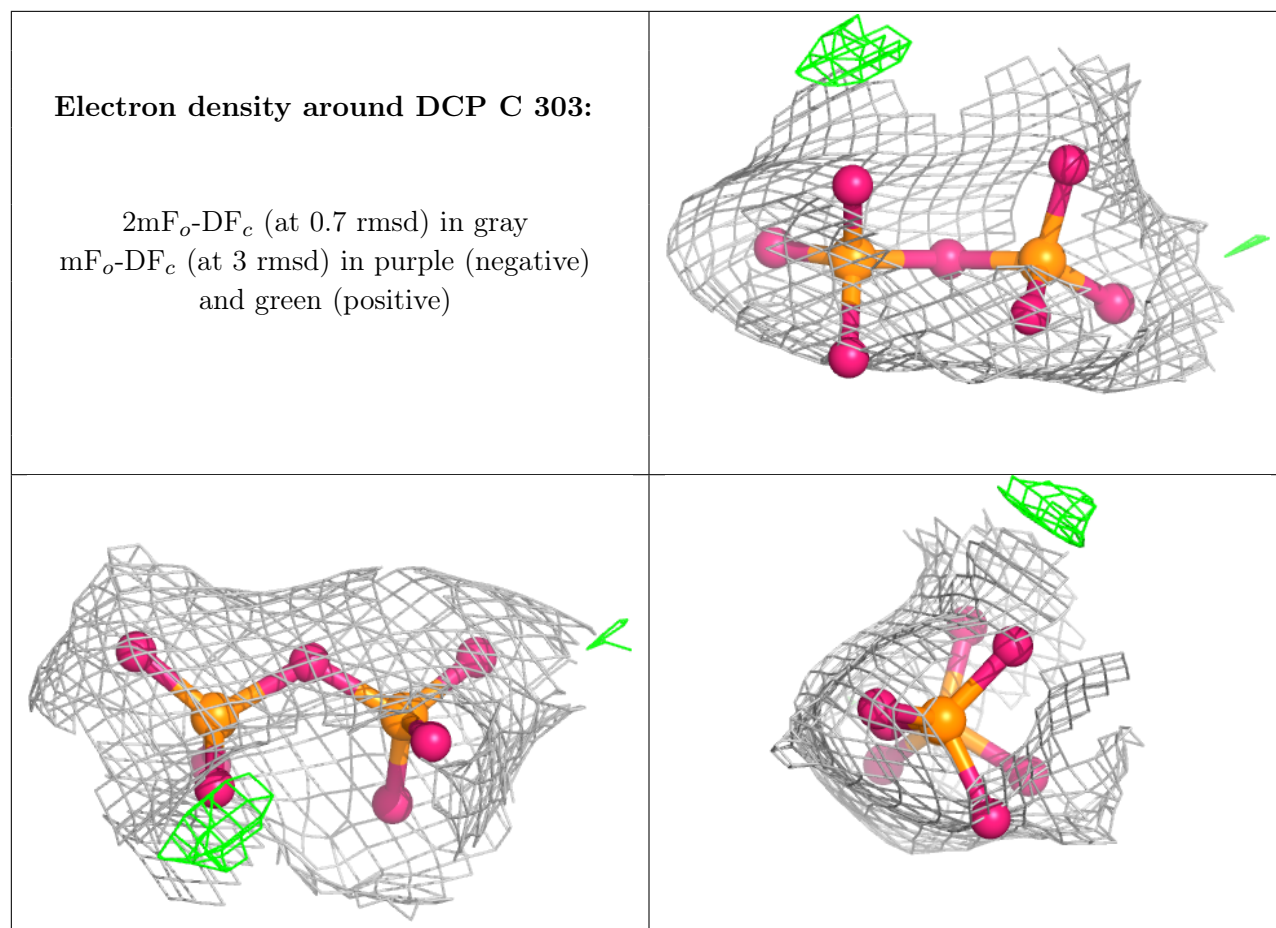 Electron density around DCP C 303:
2mFo-DFc (at 0.7 rmsd) in gray
mFo-DFc (at 3 rmsd) in purple (negative)
and green (positive)